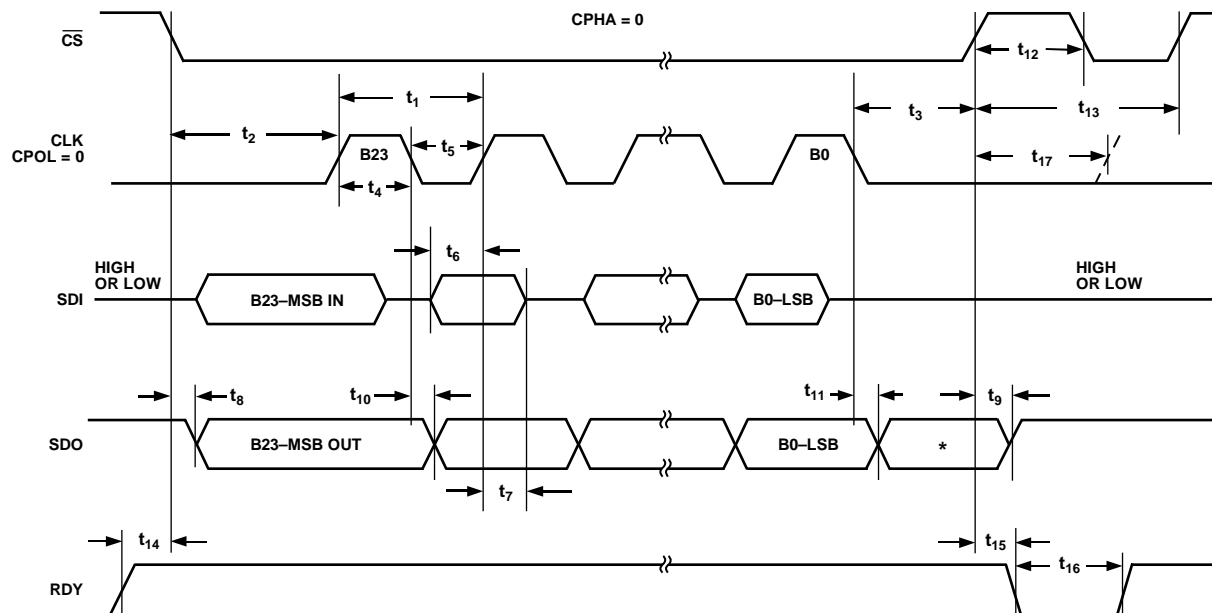 CPHA = 0
CS
t12
t1
t3
t13
t2
CLK
CPOL = 0
B23
t5
B0
t17
t4
t6
HIGH
OR LOW
HIGH
OR LOW
SDI
B23–MSB IN
B0–LSB
t8
t10
t11
t9
SDO
B23–MSB OUT
B0–LSB
*
t7
t14
t15
t16
RDY